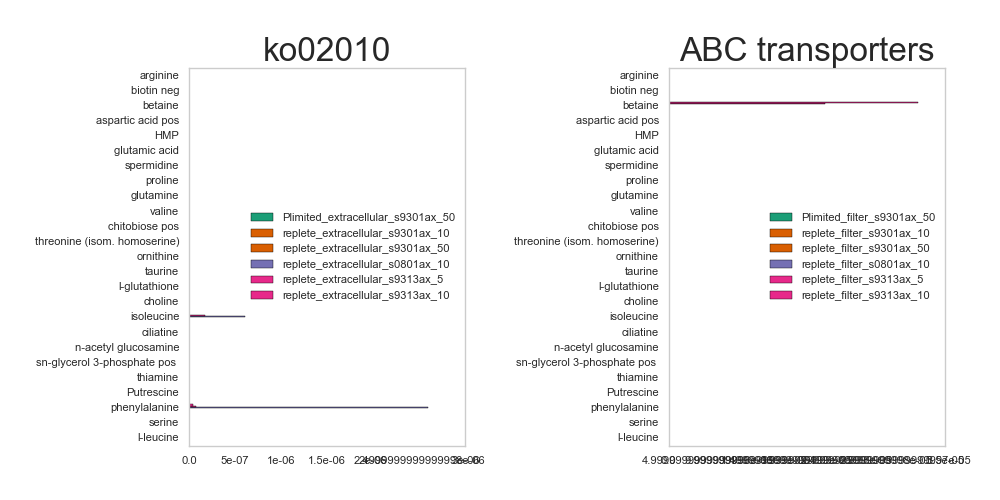 ko02010
arginine
biotin neg
betaine
aspartic acid pos
HMP
glutamic acid
spermidine
proline
glutamine
valine
chitobiose pos
threonine (isom. homoserine)
ornithine
taurine
l-glutathione
choline
isoleucine
ciliatine
n-acetyl glucosamine
sn-glycerol 3-phosphate pos
thiamine
Putrescine
phenylalanine
serine
l-leucine
Plimited_extracellular_s9301ax_50
replete_extracellular_s9301ax_10
replete_extracellular_s9301ax_50
replete_extracellular_s0801ax_10
replete_extracellular_s9313ax_5
replete_extracellular_s9313ax_10
0.0 5e-07 1e-06 1.5e-06
ABC transporters
arginine
biotin neg
betaine
aspartic acid pos
HMP
glutamic acid
spermidine
proline
glutamine
valine
chitobiose pos
threonine (isom. homoserine)
ornithine
taurine
l-glutathione
choline
isoleucine
ciliatine
n-acetyl glucosamine
sn-glycerol 3-phosphate pos
thiamine
Putrescine
phenylalanine
serine
l-leucine
Plimited_filter_s9301ax_50
replete_filter_s9301ax_10
replete_filter_s9301ax_50
replete_filter_s0801ax_10
replete_filter_s9313ax_5
replete_filter_s9313ax_10